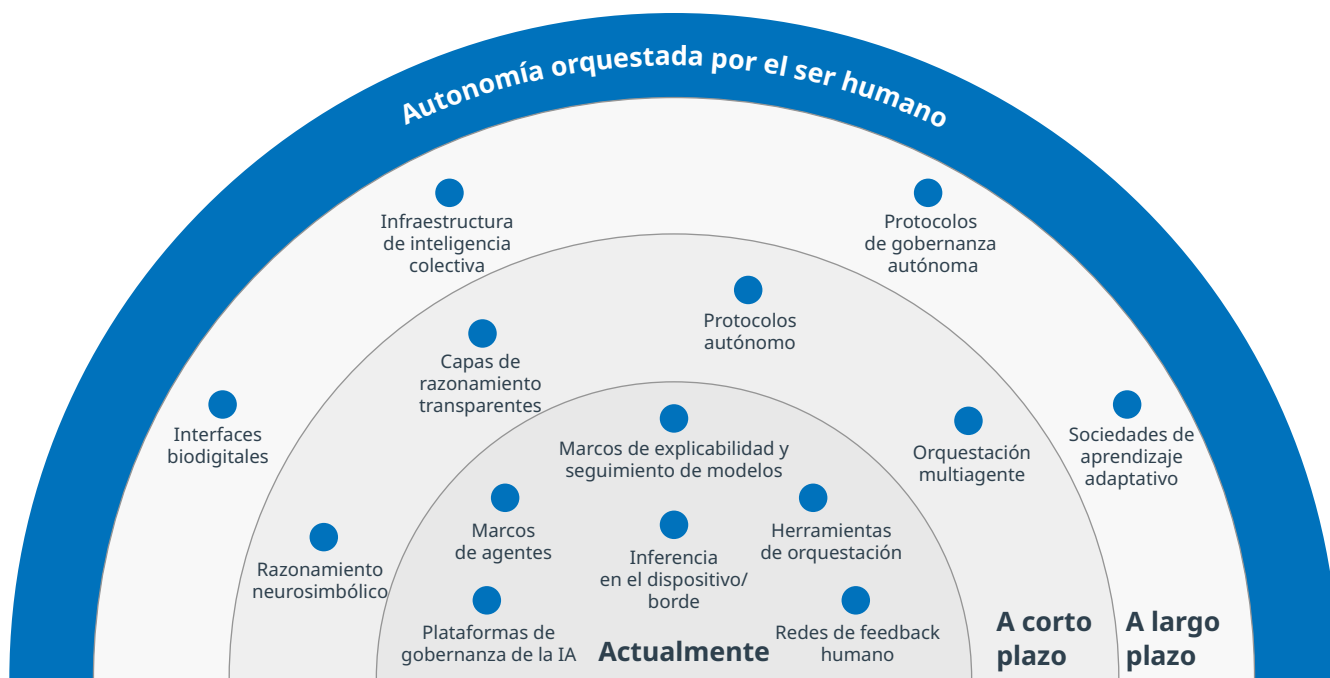 Autonomía orquestada por el ser humano
Infraestructura
de inteligencia
colectiva
Protocolos
de gobernanza
autónoma
Protocolos
autónomo
Capas de
razonamiento
transparentes
Interfaces
biodigitales
Marcos de explicabilidad y
seguimiento de modelos
Orquestación
multiagente
Sociedades de
aprendizaje
adaptativo
Marcos
de agentes
Herramientas
de orquestación
Inferencia
en el dispositivo/
borde
Razonamiento
neurosimbólico
Plataformas de
gobernanza de la IA
Redes de feedback
humano
Actualmente
A corto
plazo
A largo
plazo